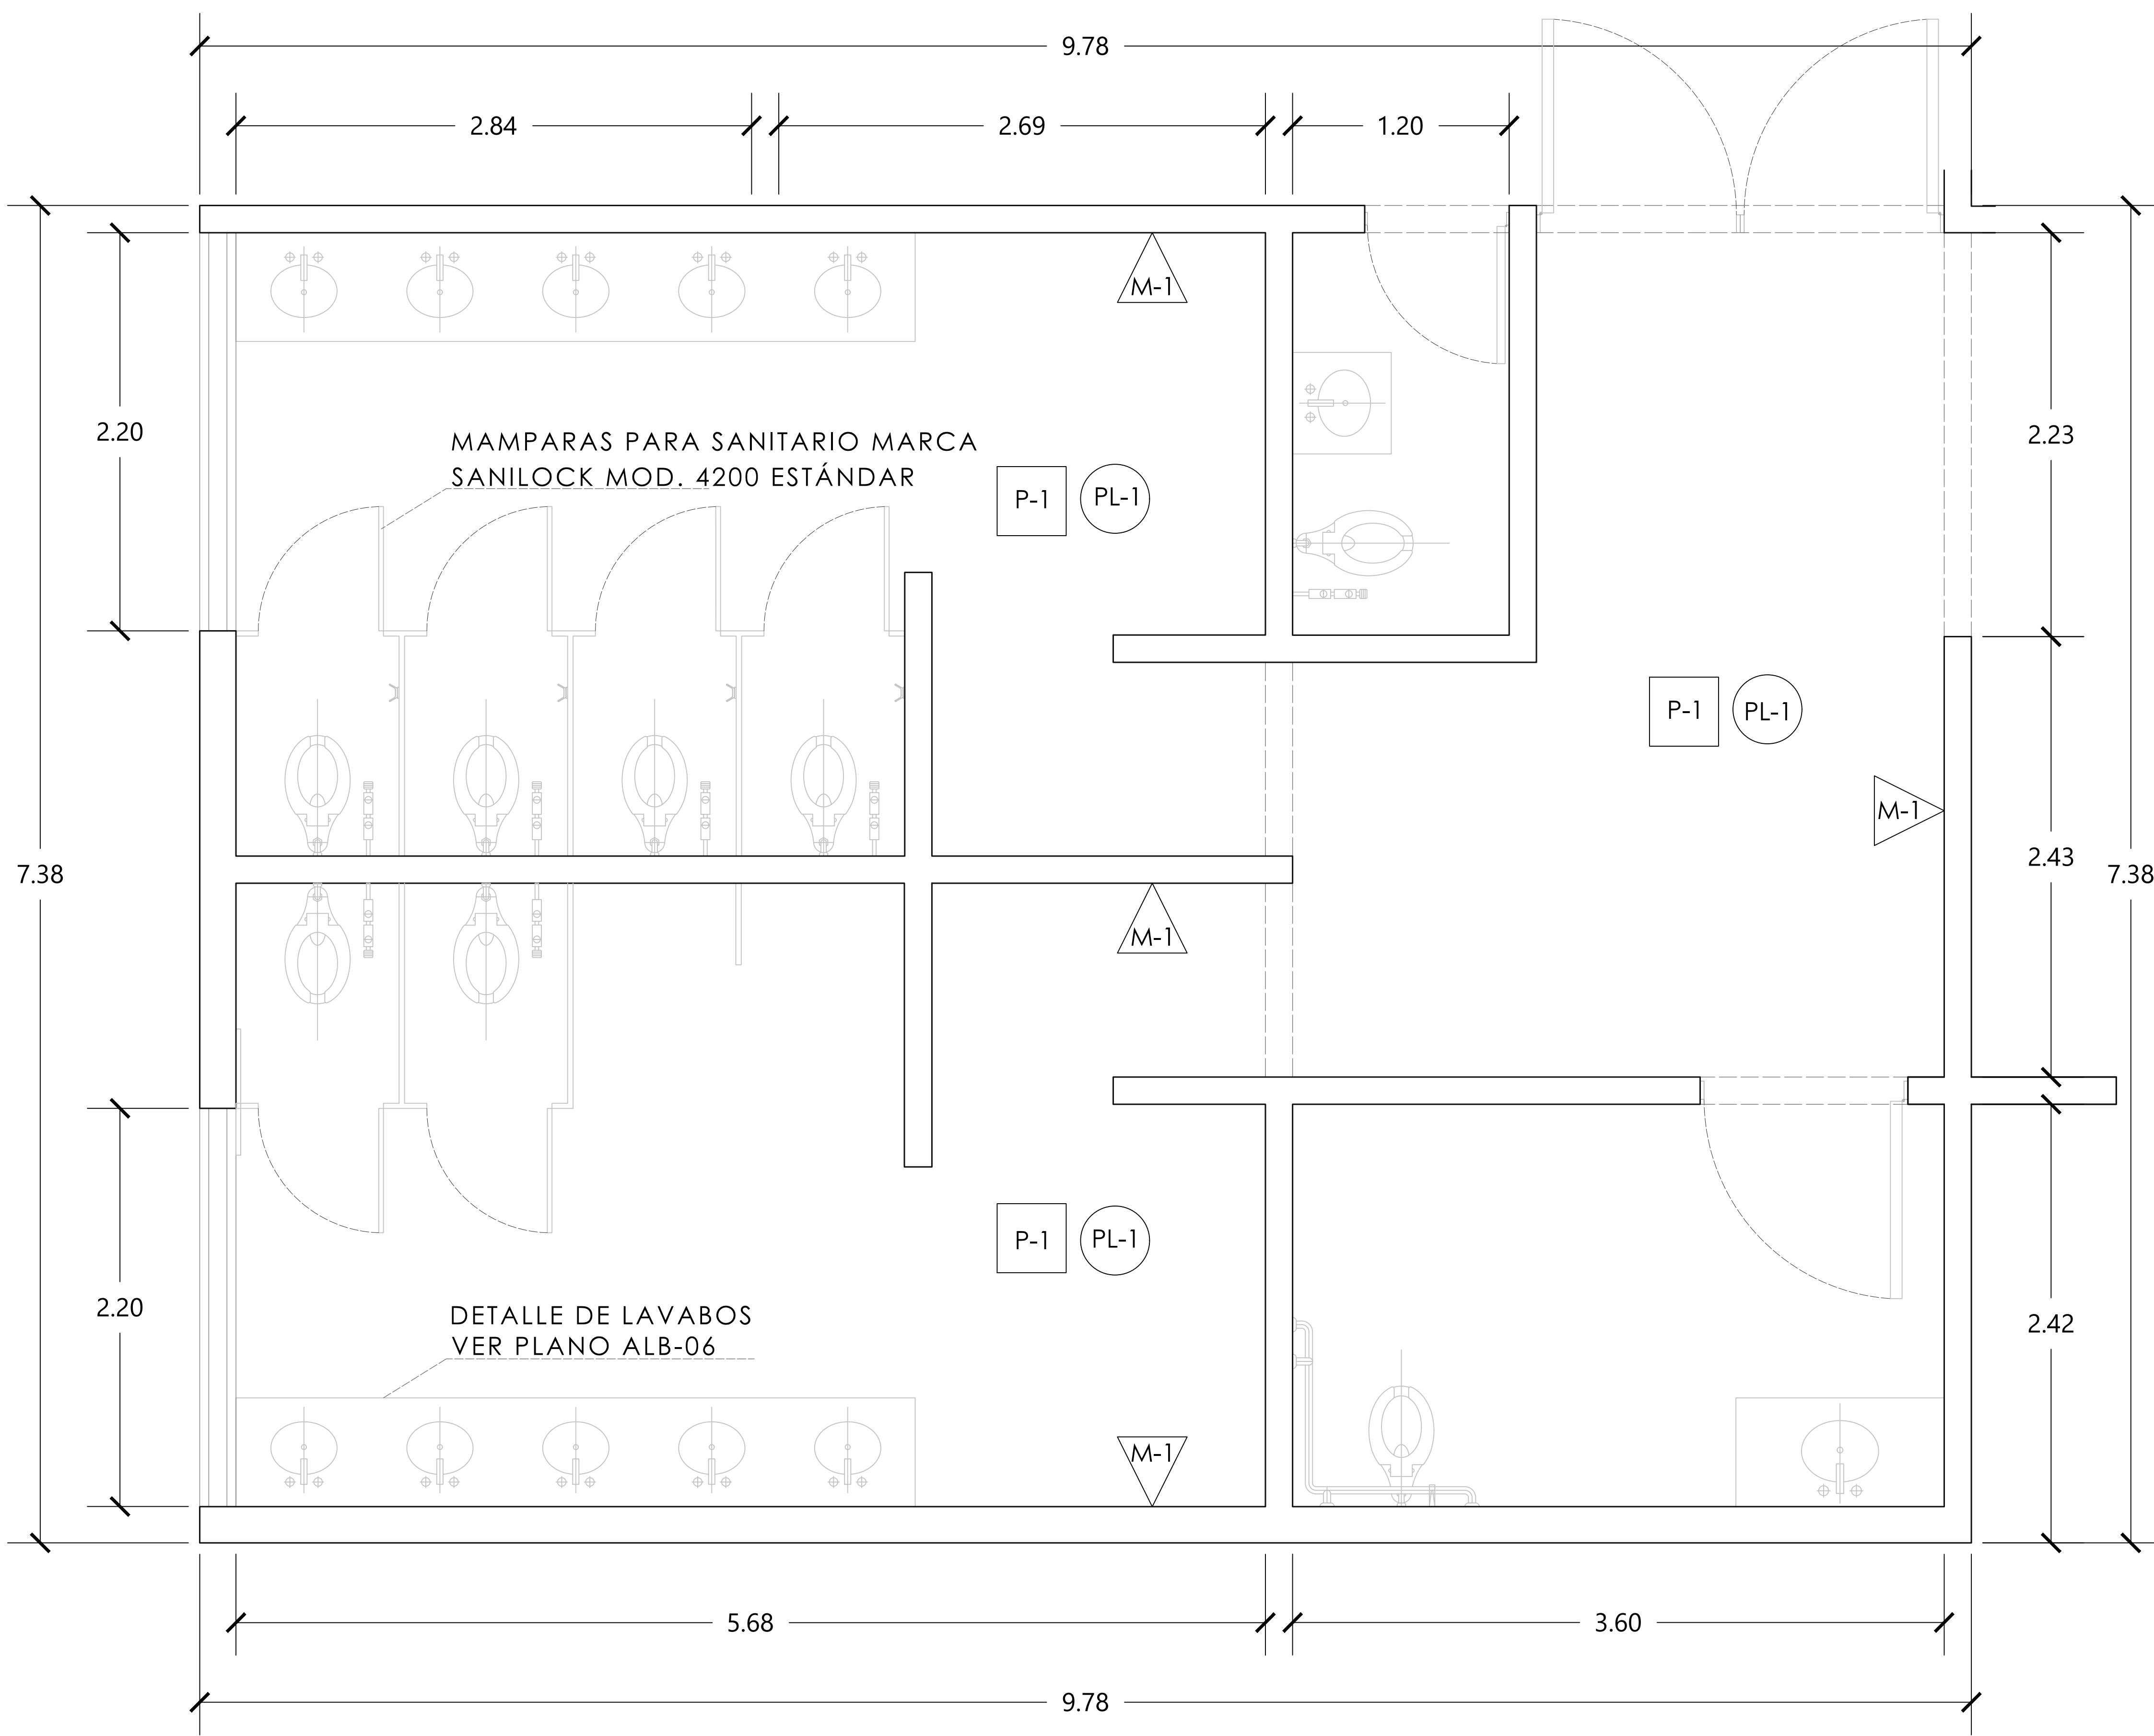 9.78
2.84
2.69
1.20
M-1
2.20
2.23
MAMPARAS PARA SANITARIO MARCA
SANILOCK MOD. 4200 ESTÁNDAR
P-1
PL-1
P-1
PL-1
M-1
2.43
7.38
7.38
M-1
P-1
PL-1
2.20
DETALLE DE LAVABOS
VER PLANO ALB-06
2.42
M-1
5.68
3.60
9.78